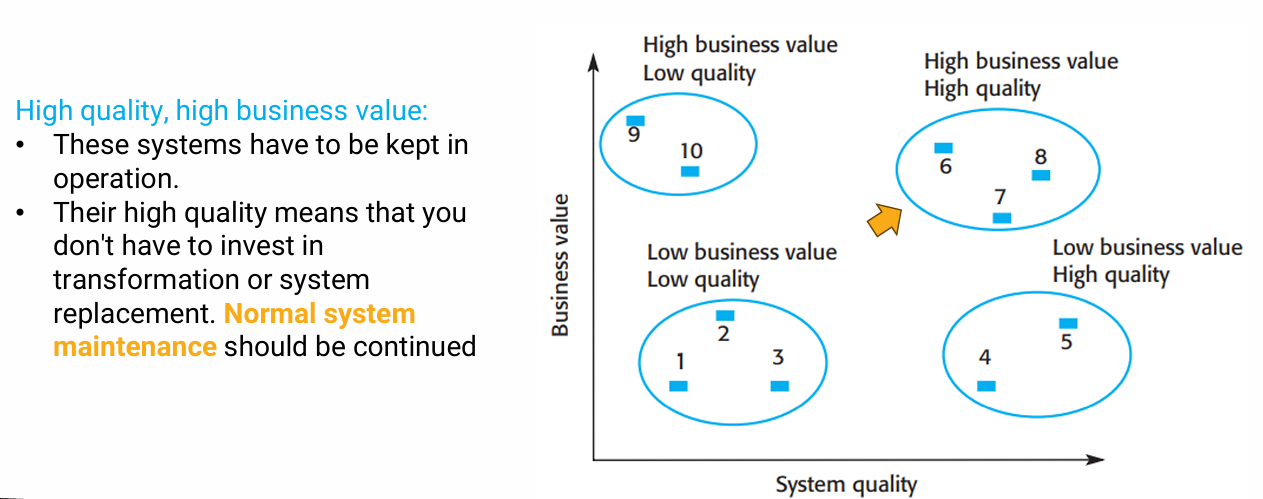 High quality, high business value:
• These systems have to be kept in
operation.
• Their high quality means that you
don't have to invest in
transformation or system
replacement. Normal system
maintenance should be continued
High business value
Low quality
9
10
High business value
High quality
6
8
7
Business value
Low business value
Low quality
2
1
3
Low business value
High quality
5
4
System quality